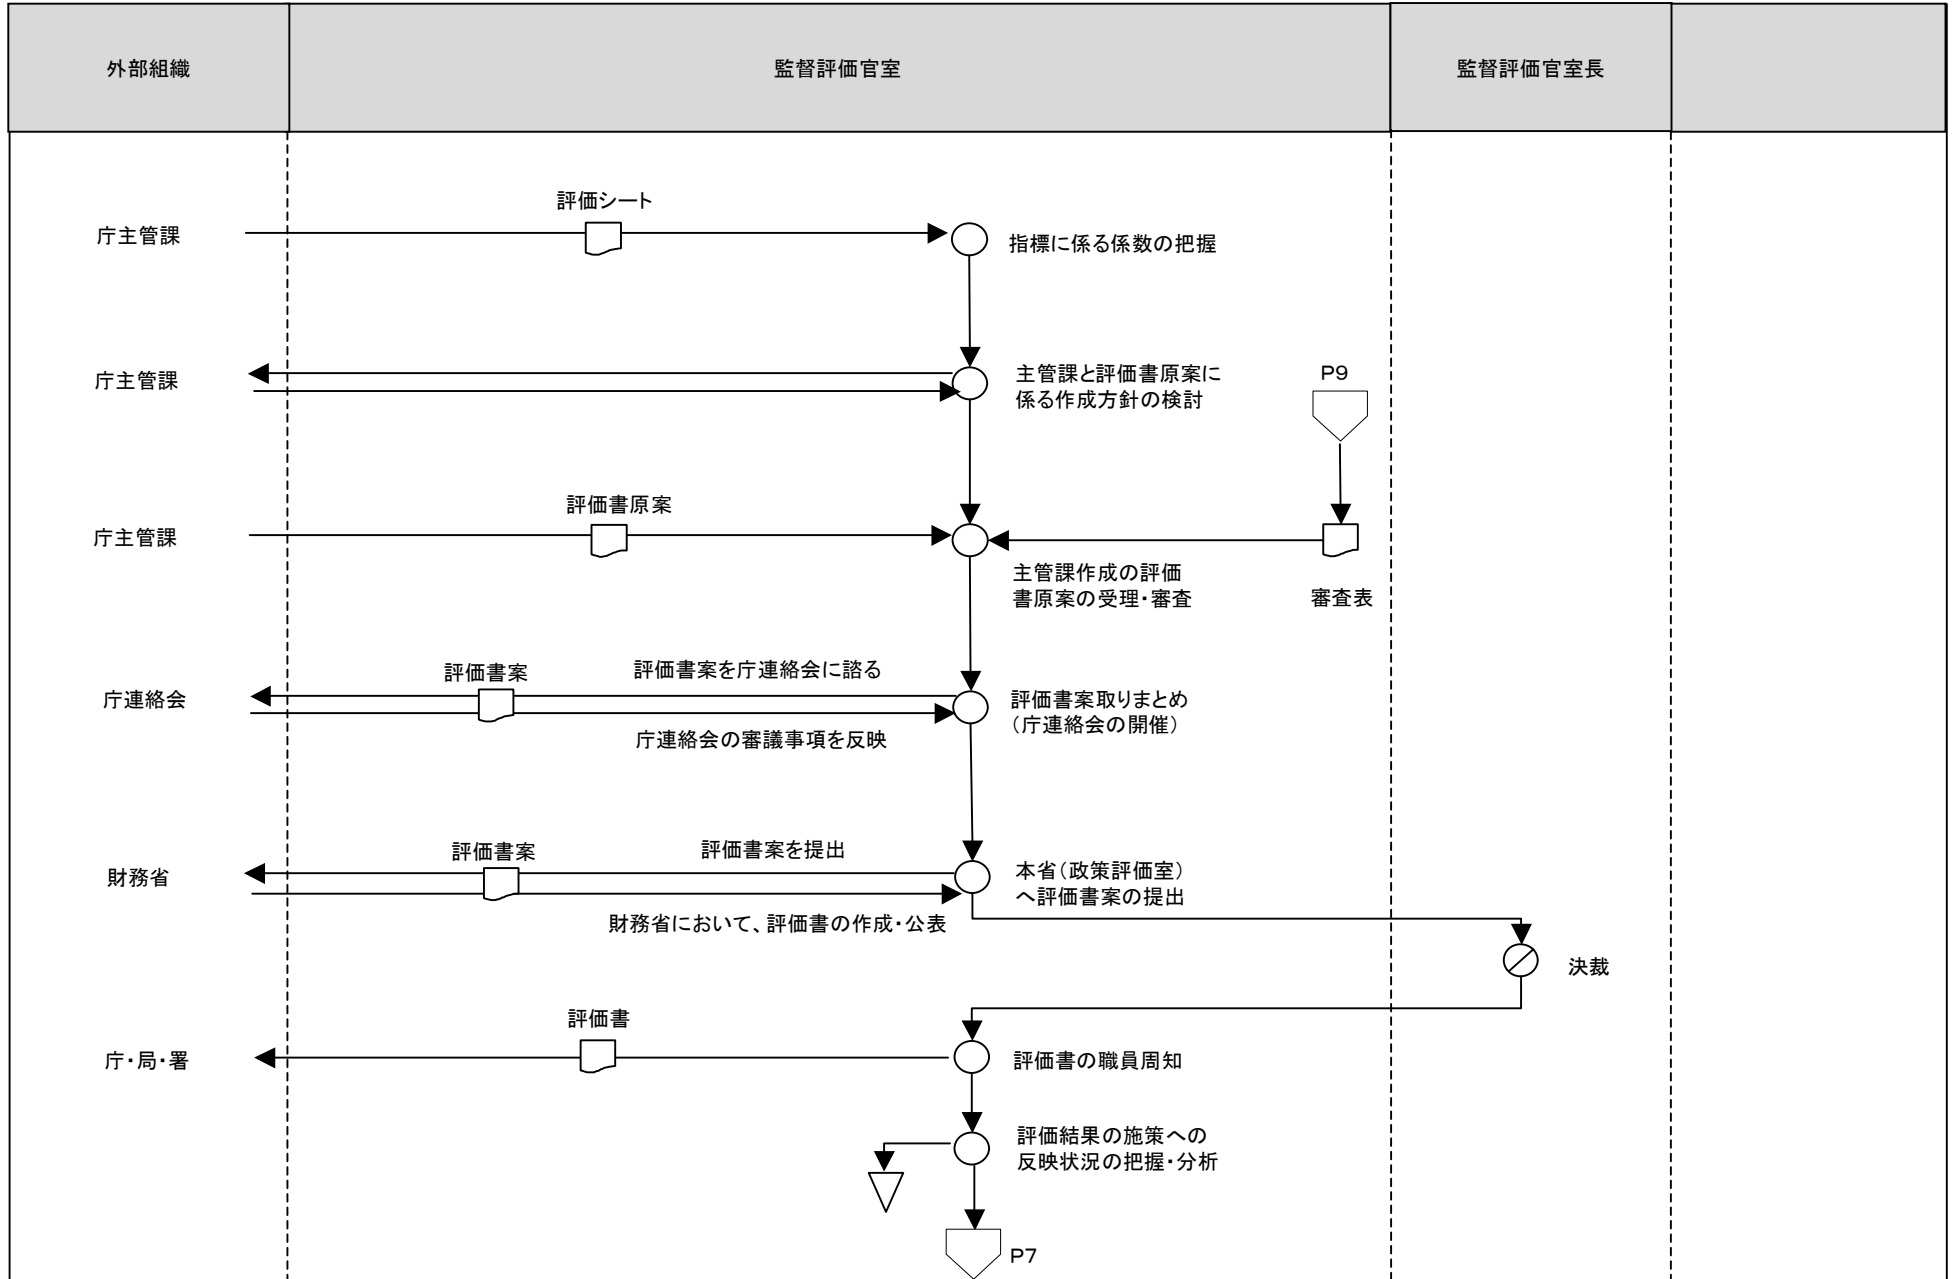 外部組織
監督評価官室
監督評価官室長
評価シート
庁主管課
指標に係る係数の把握
庁主管課
主管課と評価書原案に
係る作成方針の検討
P9
評価書原案
庁主管課
主管課作成の評価
書原案の受理・審査
審査表
評価書案
評価書案を庁連絡会に諮る
庁連絡会
評価書案取りまとめ
(庁連絡会の開催)
庁連絡会の審議事項を反映
評価書案
評価書案を提出
財務省
本省(政策評価室)
へ評価書案の提出
財務省において、評価書の作成・公表
決裁
評価書
庁・局・署
評価書の職員周知
評価結果の施策への
反映状況の把握・分析
P7